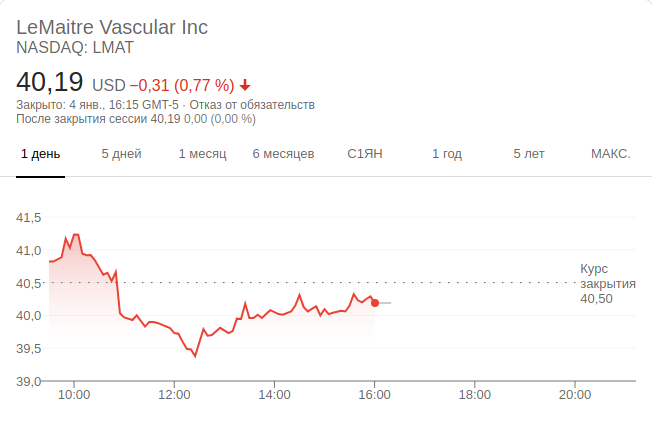 LeMaitre Vascular Inc
NASDAQ: LMAT
40,19 USD −0,31 (0,77 %)
Закрыто: 4 янв., 16:15 GMT-5 · Отказ от обязательств
После закрытия сессии 40,19 0,00 (0,00 %)
1 день 5 дней 1 месяц 6 месяцев С1ЯН 1 год 5 лет МАКС.
41,5
41,0
40,5
40,0
39,5
39,0
Курс
закрытия
40,50
10:00 12:00 14:00 16:00 18:00 20:00